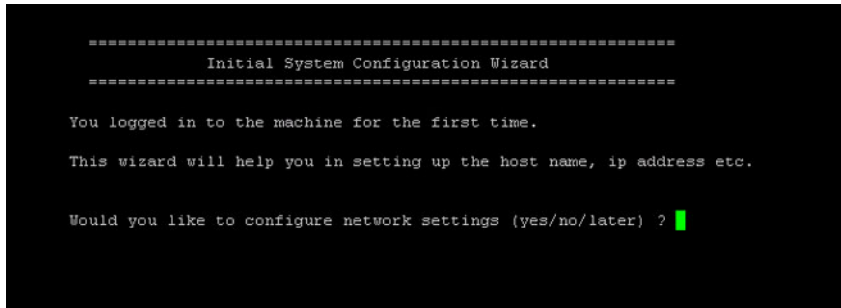 ============================================================
Initial System Configuration Wizard
============================================================
You logged in to the machine for the first time.
This wizard will help you in setting up the host name, ip address etc.
Would you like to configure network settings (yes/no/later) ?